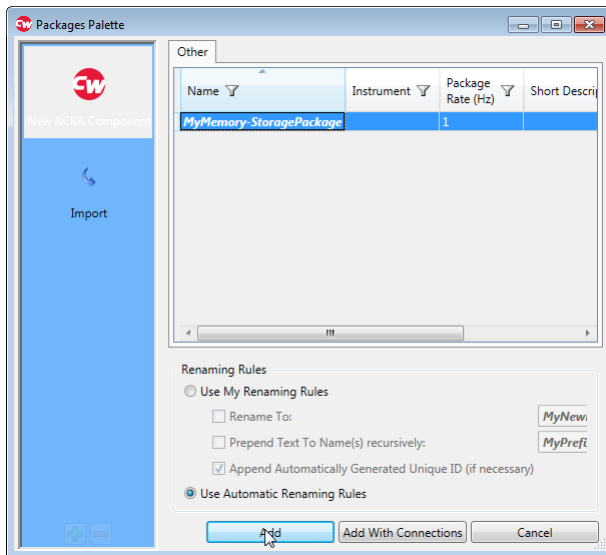 Packages Palette
New ACRA Component
Import
Other
Name
Instrument
Package
Rate (Hz)
Short Descrip
MyMemory-StoragePackage
1
Renaming Rules
Use My Renaming Rules
Rename To:
MyNew
Prepend Text To Name(s) recursively:
MyPrefi
Append Automatically Generated Unique ID (if necessary)
Use Automatic Renaming Rules
Add
Add With Connections
Cancel